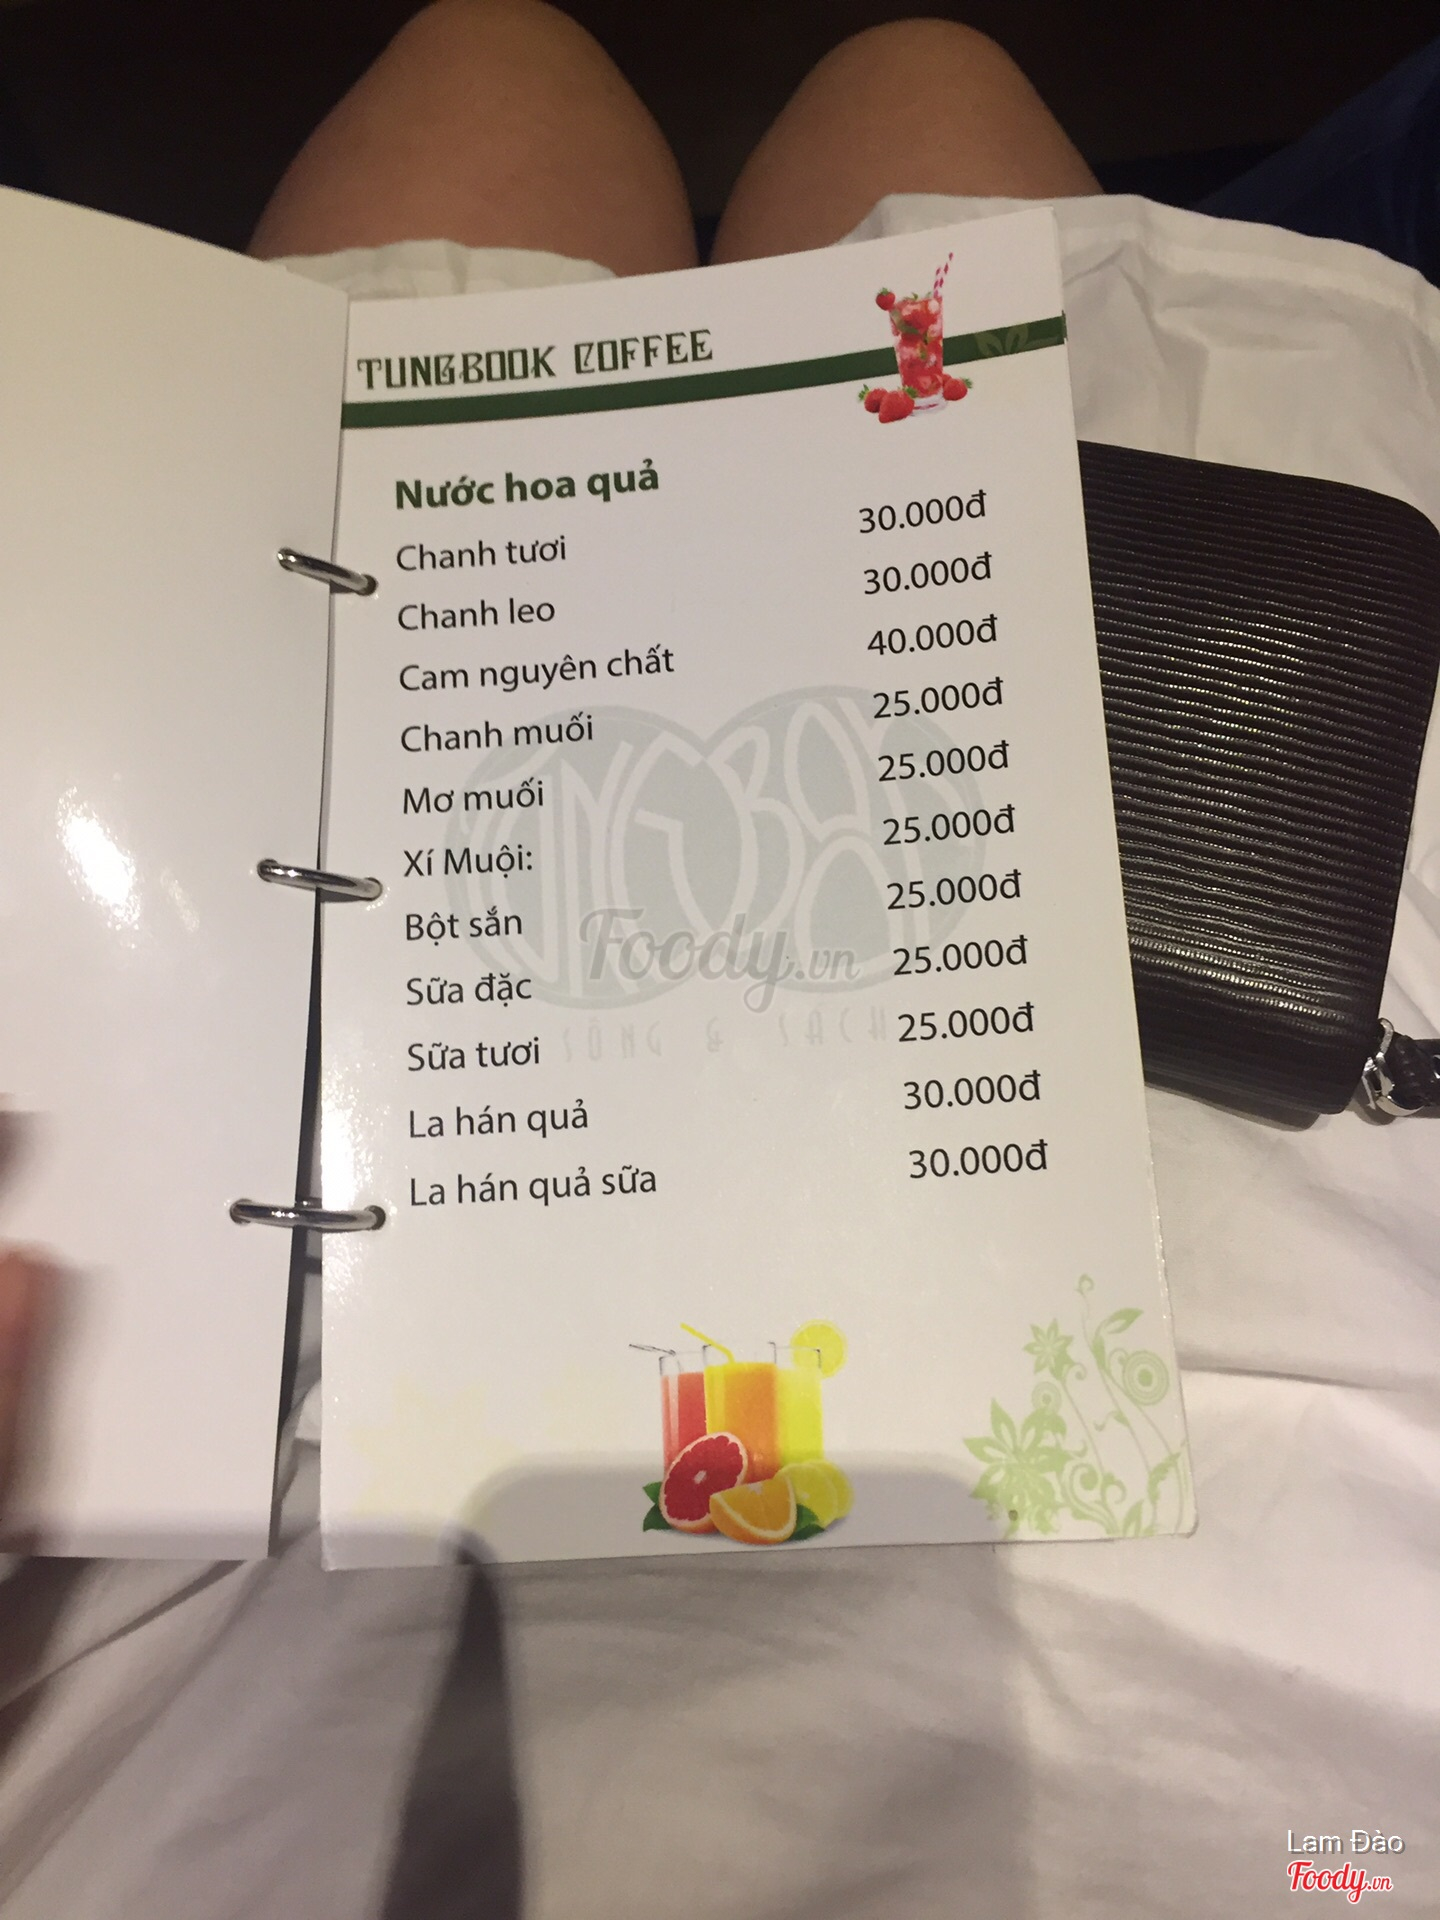 TUNGBOOK COFFEE
Nước hoa quả
Chanh tươi 30.000đ
Chanh leo 30.000đ
Cam nguyên chất 40.000đ
Chanh muối 25.000đ
Mơ muối 25.000đ
Xí Muội: 25.000đ
Bột sắn 25.000đ
Sữa đặc 25.000đ
Sữa tươi 25.000đ
La hán quả 30.000đ
La hán quả sữa 30.000đ
TUNGBOOK
Foody.vn
SÔNG & SÁCH
Lam Đào
Foody.vn